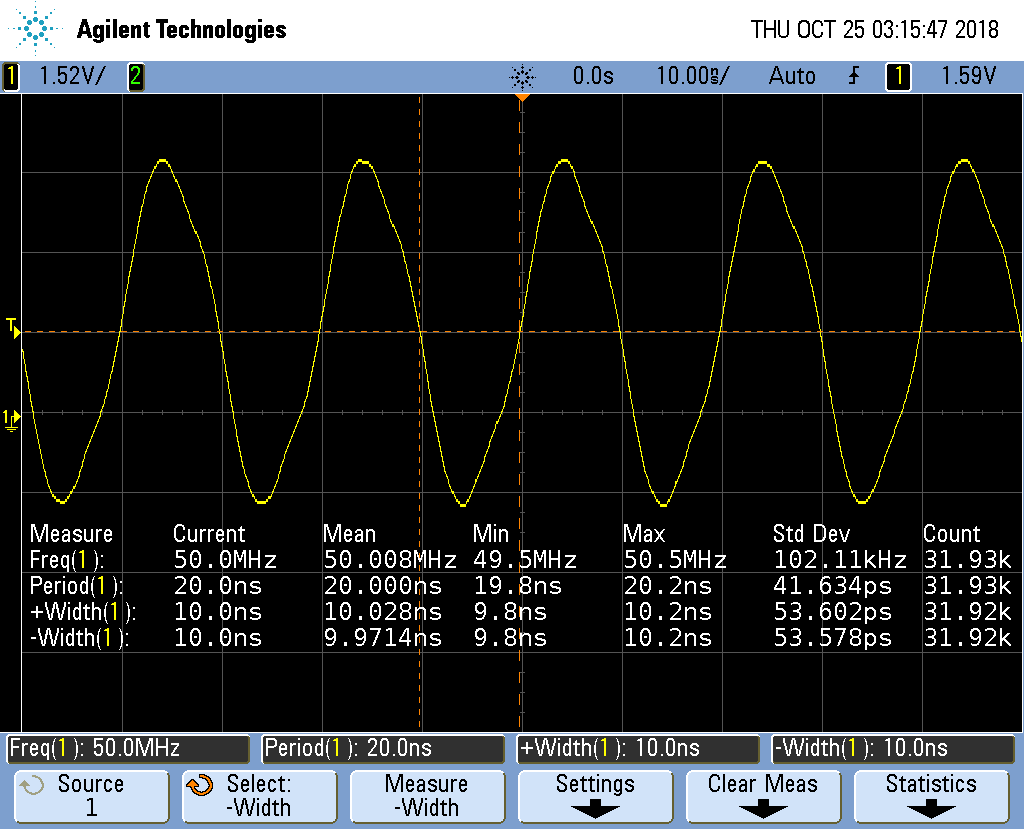 Agilent Technologies THU OCT 25 03:15:47 2018
1 1.52V/ 2 0.0s 10.00ns/ Auto 1 1.59V
T
1
Measure Current Mean Min Max Std Dev Count
Freq(1): 50.0MHz 50.008MHz 49.5MHz 50.5MHz 102.11kHz 31.93k
Period(1): 20.0ns 20.000ns 19.8ns 20.2ns 41.634ps 31.93k
+Width(1): 10.0ns 10.028ns 9.8ns 10.2ns 53.602ps 31.92k
-Width(1): 10.0ns 9.9714ns 9.8ns 10.2ns 53.578ps 31.92k
Freq(1): 50.0MHz Period(1): 20.0ns +Width(1): 10.0ns -Width(1): 10.0ns
Source Select: Measure Settings Clear Meas Statistics
1 -Width -Width